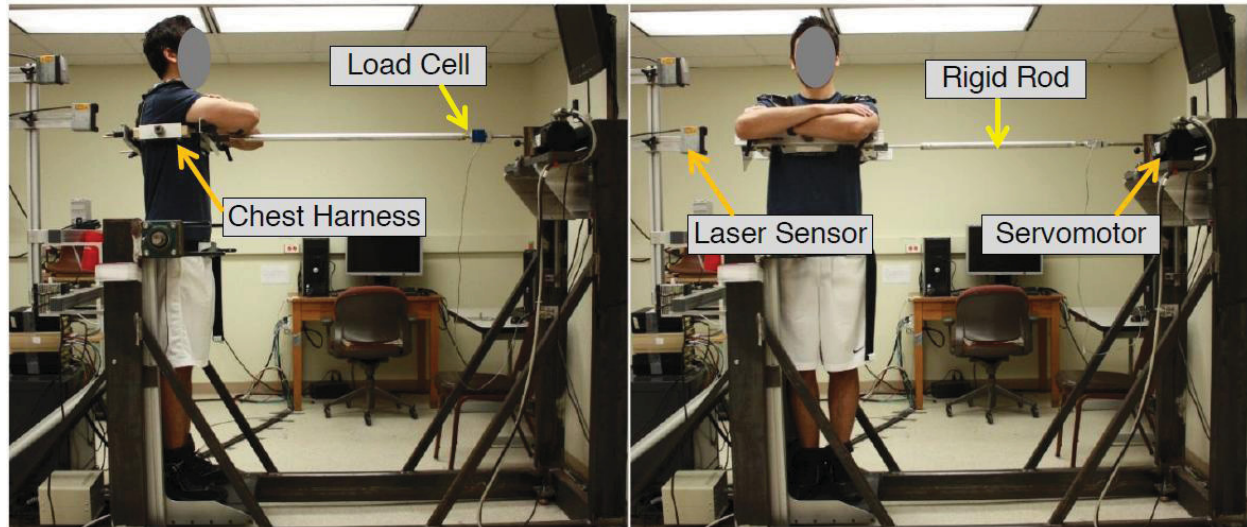 Load Cell
Chest Harness
Rigid Rod
Laser Sensor
Servomotor